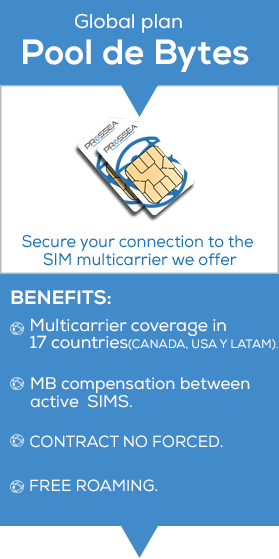 Global plan
Pool de Bytes
PROSSEA
PROSSEA
Secure your connection to the
SIM multicarrier we offer
BENEFITS:
Multicarrier coverage in
17 countries(CANADA, USA Y LATAM).
MB compensation between
active SIMS.
CONTRACT NO FORCED.
FREE ROAMING.